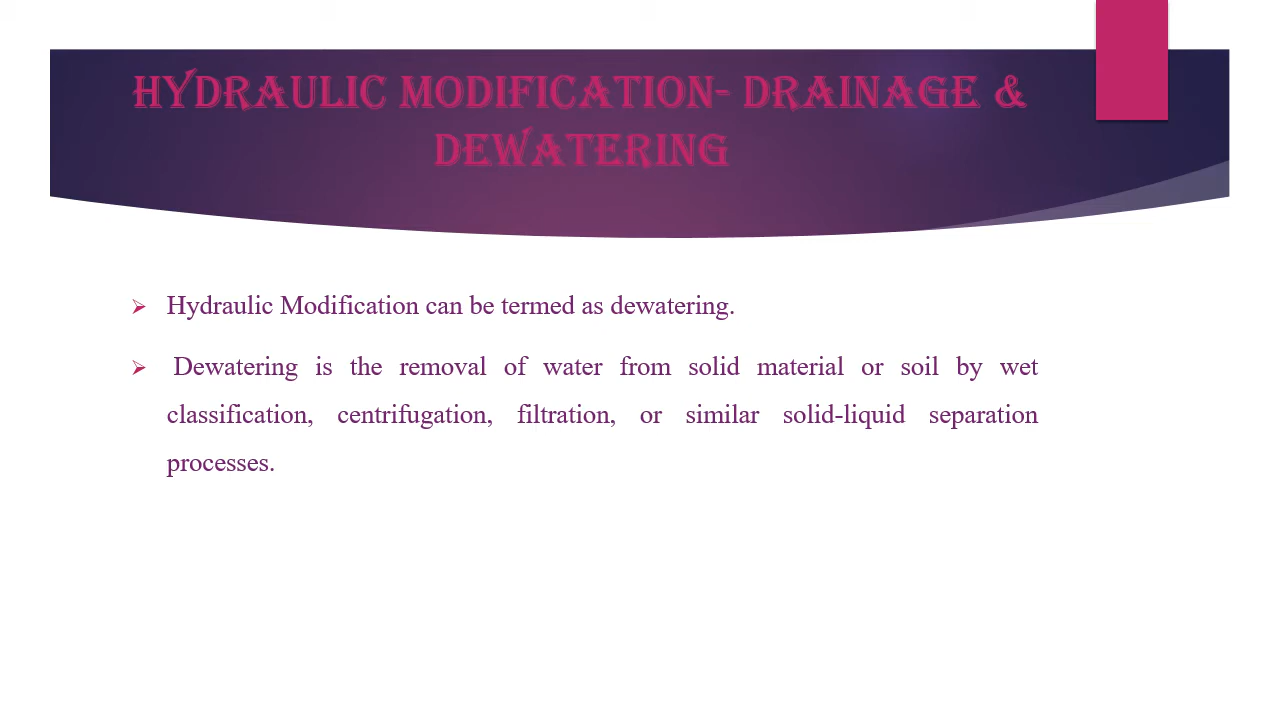 HYDRAULIC MODIFICATION- DRAINAGE &
DEWATERING
Hydraulic Modification can be termed as dewatering.
Dewatering is the removal of water from solid material or soil by wet
classification, centrifugation, filtration, or similar solid-liquid separation
processes.